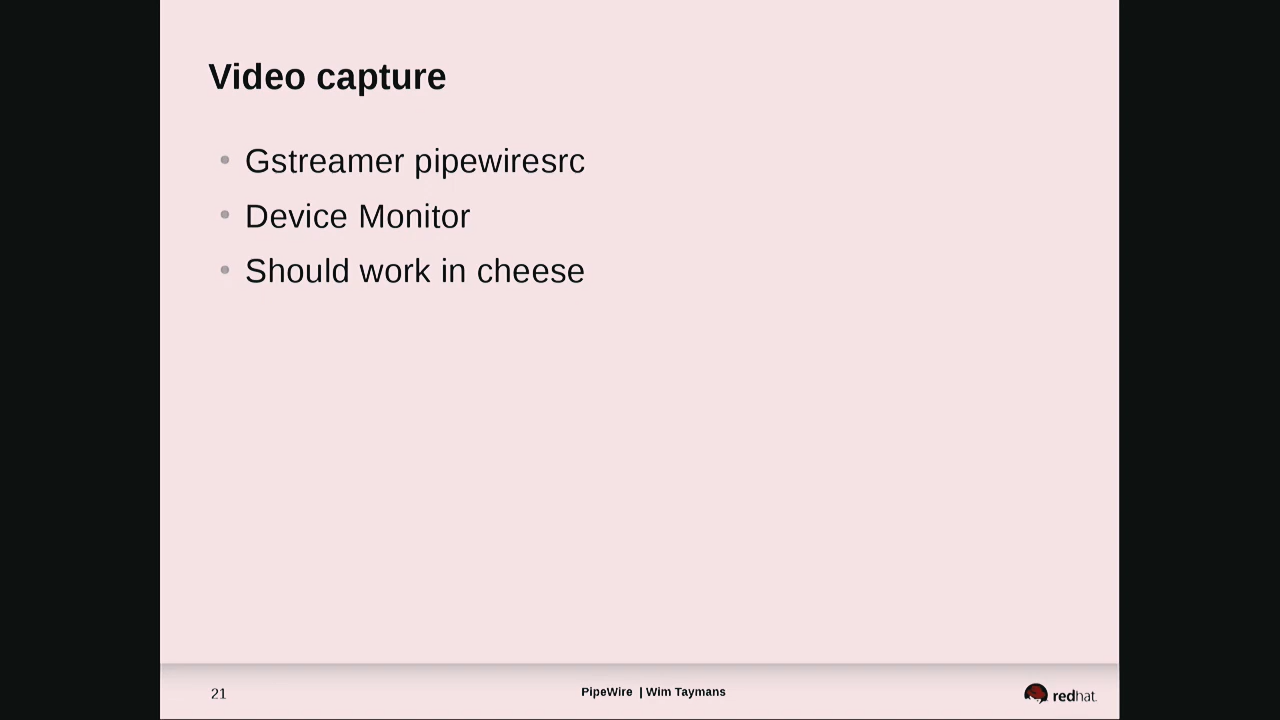 Video capture
Gstreamer pipewiresrc
Device Monitor
Should work in cheese
21
PipeWire | Wim Taymans
redhat.